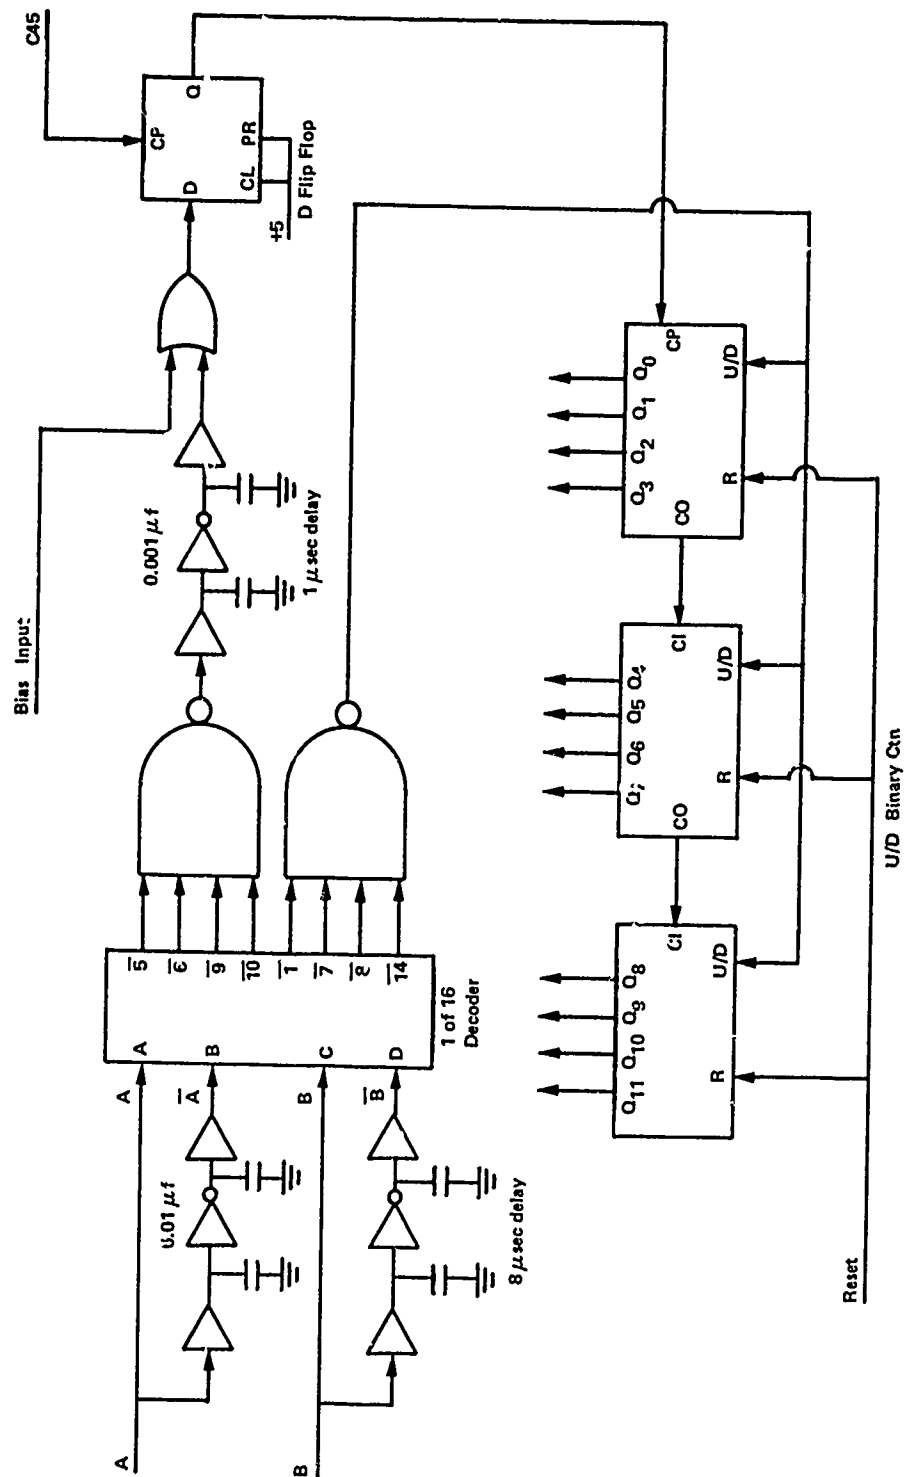 C45
CP
D
Q
CL
PR
+5
D Flip Flop
Bias Input
0.001 μf
1 μsec delay
A
A
A
5
6
9
10
1
7
14
A
B
0.01 μf
B
B
C
B
D
8 μsec delay
1 of 16
Decoder
CP
Q0
Q1
Q2
Q3
CO
U/D
R
CI
Q5
Q6
CO
U/D
R
CI
Q8
Q9
Q10
Q11
U/D
R
Reset
U/D Binary Ctn